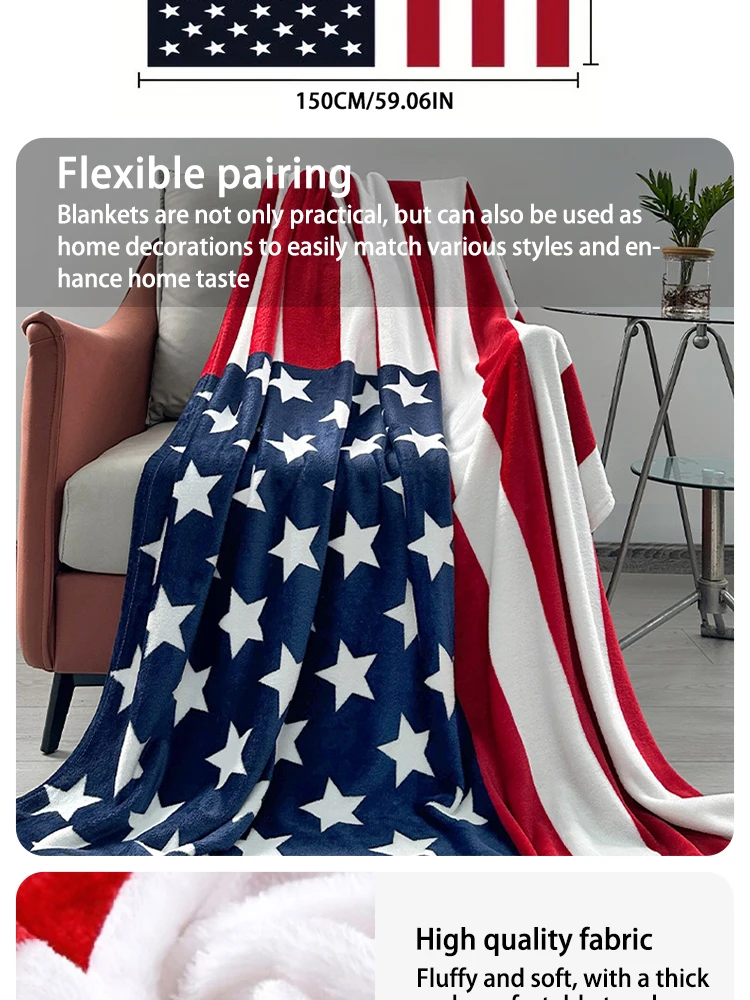 150CM/59.06IN
Flexible pairing
Blankets are not only practical, but can also be used as
home decorations to easily match various styles and en-
hance home taste
High quality fabric
Fluffy and soft, with a thick